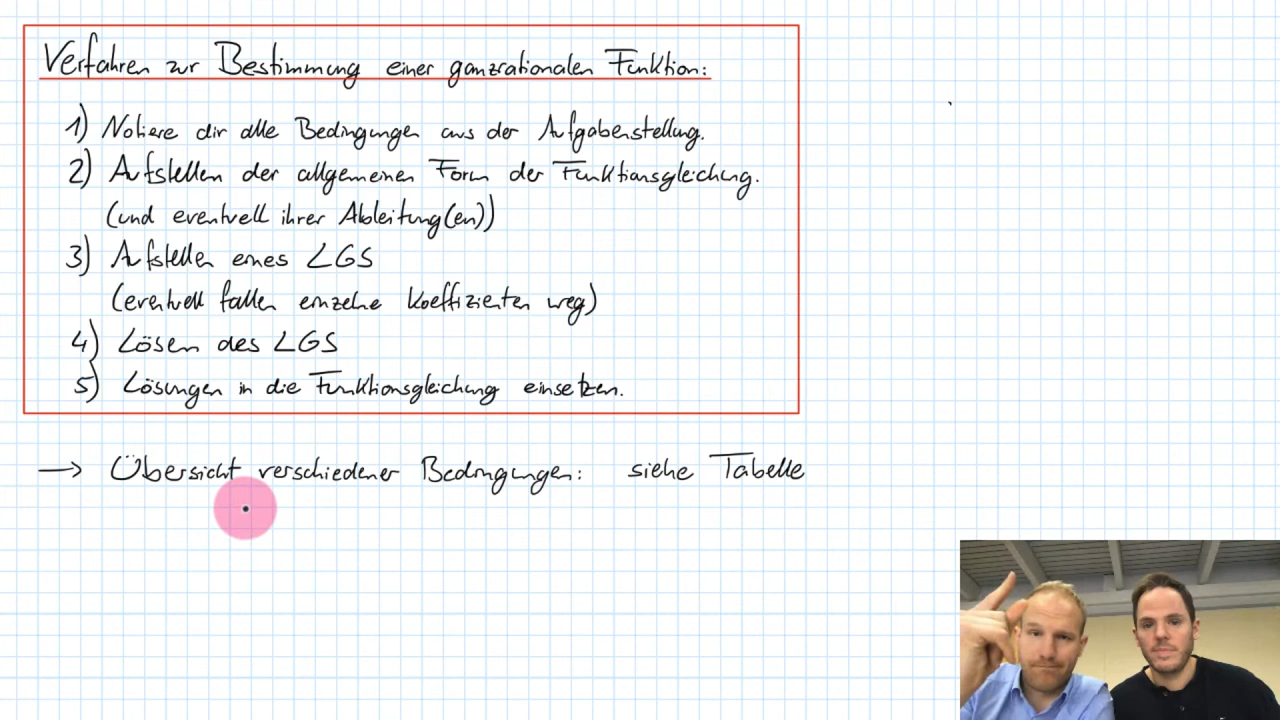 Verfahren zur Bestimmung einer ganzrationalen Funktion:
1) Notiere dir alle Bedingungen aus der Aufgabenstellung.
2) Aufstellen der allgemeinen Form der Funktionsgleichung.
(und eventuell ihrer Ableitung(en))
3) Aufstellen eines LGS
(eventuell fallen einzelne Koeffizienten weg)
4) Lösen des LGS
5) Lösungen in die Funktionsgleichung einsetzen.
→ Übersicht verschiedener Bedingungen: siehe Tabelle